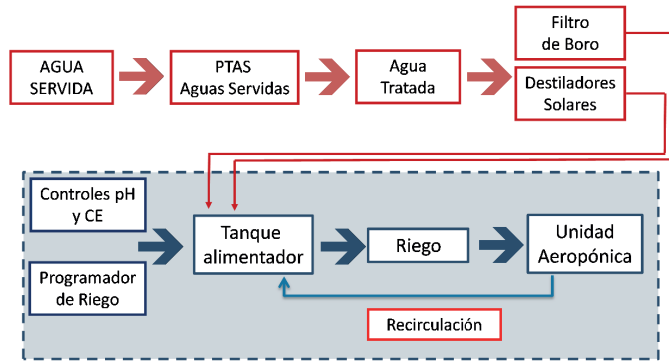 AGUA
SERVIDA
PTAS
Aguas Servidas
Agua
Tratada
Filtro
de Boro
Destiladores
Solares
Controles pH
y CE
Programador
de Riego
Tanque
alimentador
Riego
Unidad
Aeropónica
Recirculación